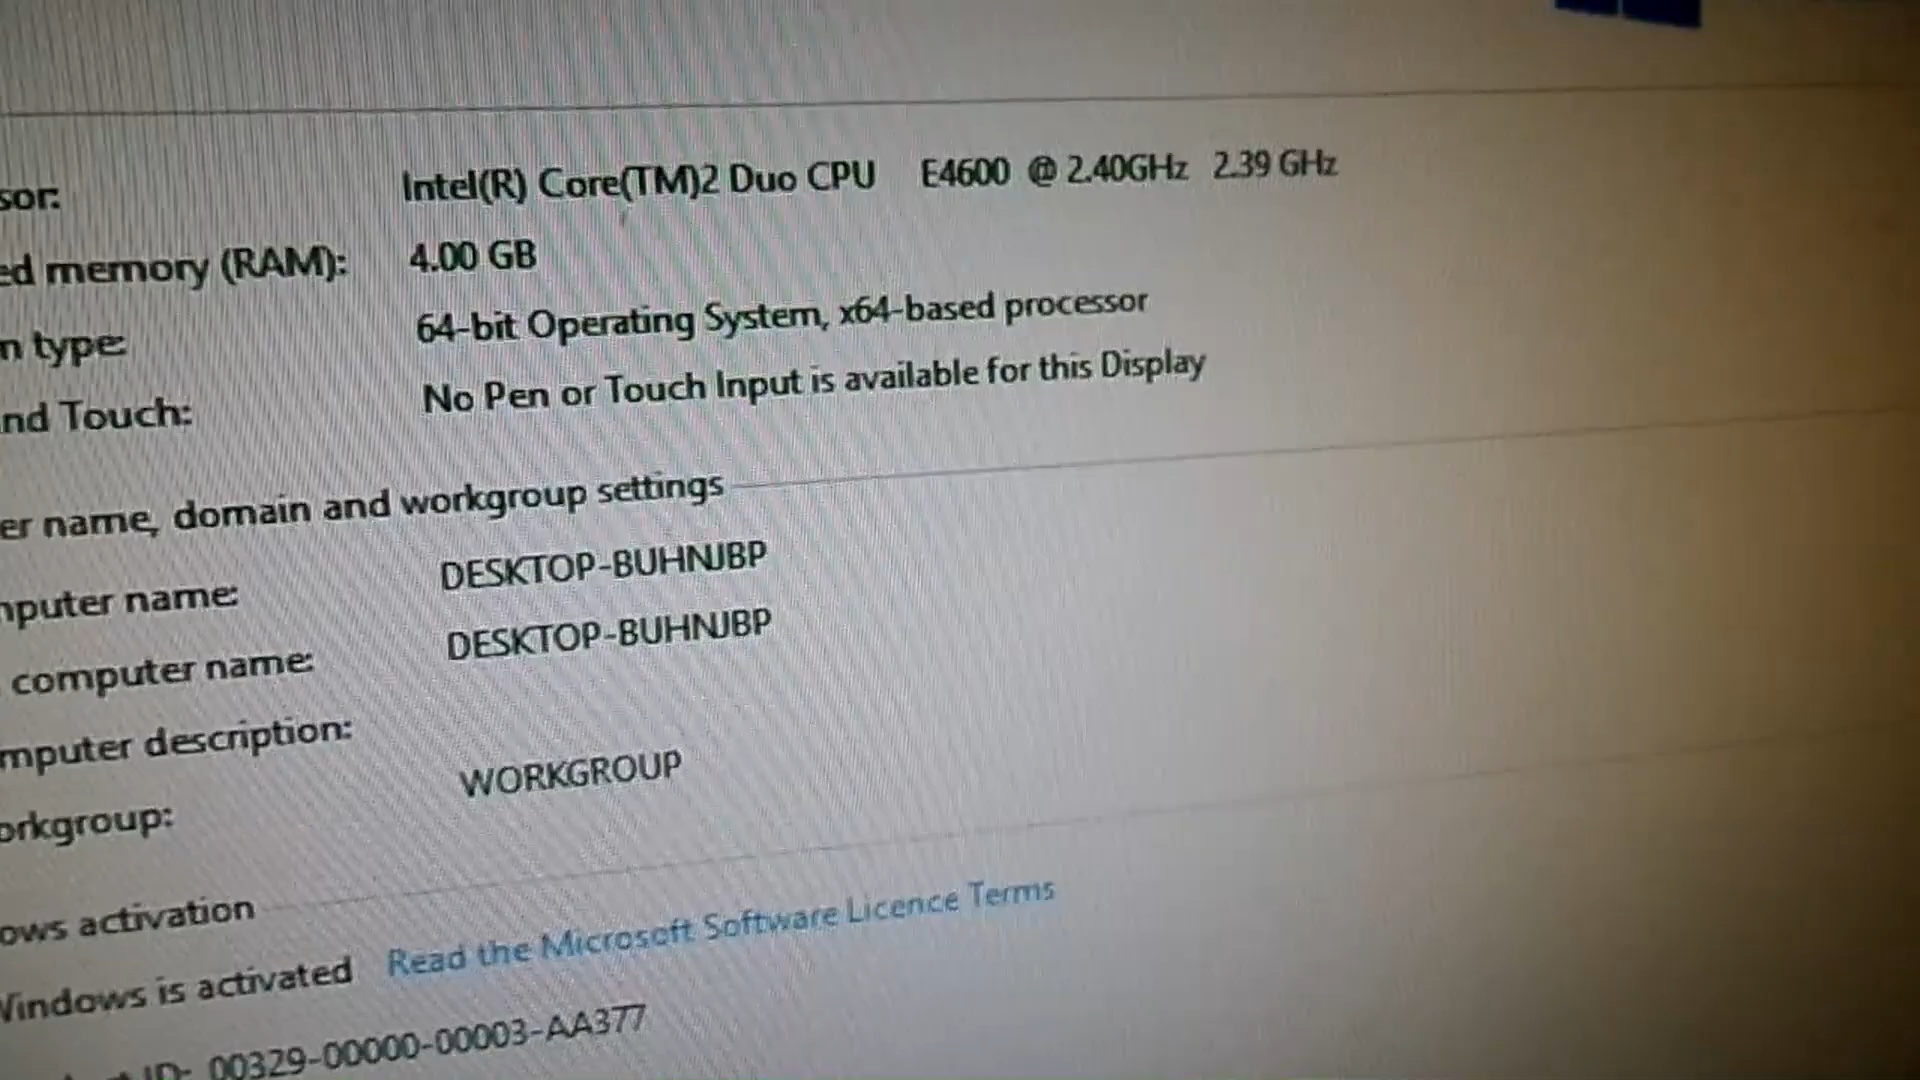 sor: Intel(R) Core(TM)2 Duo CPU E4600 @ 2.40GHz 2.39 GHz
ed memory (RAM): 4.00 GB
n type: 64-bit Operating System, x64-based processor
nd Touch: No Pen or Touch Input is available for this Display
er name, domain and workgroup settings
mputer name: DESKTOP-BUHNJBP
computer name: DESKTOP-BUHNJBP
mputer description:
orkgroup: WORKGROUP
ows activation
Windows is activated Read the Microsoft Software Licence Terms
ID: 00329-00000-00003-AA377